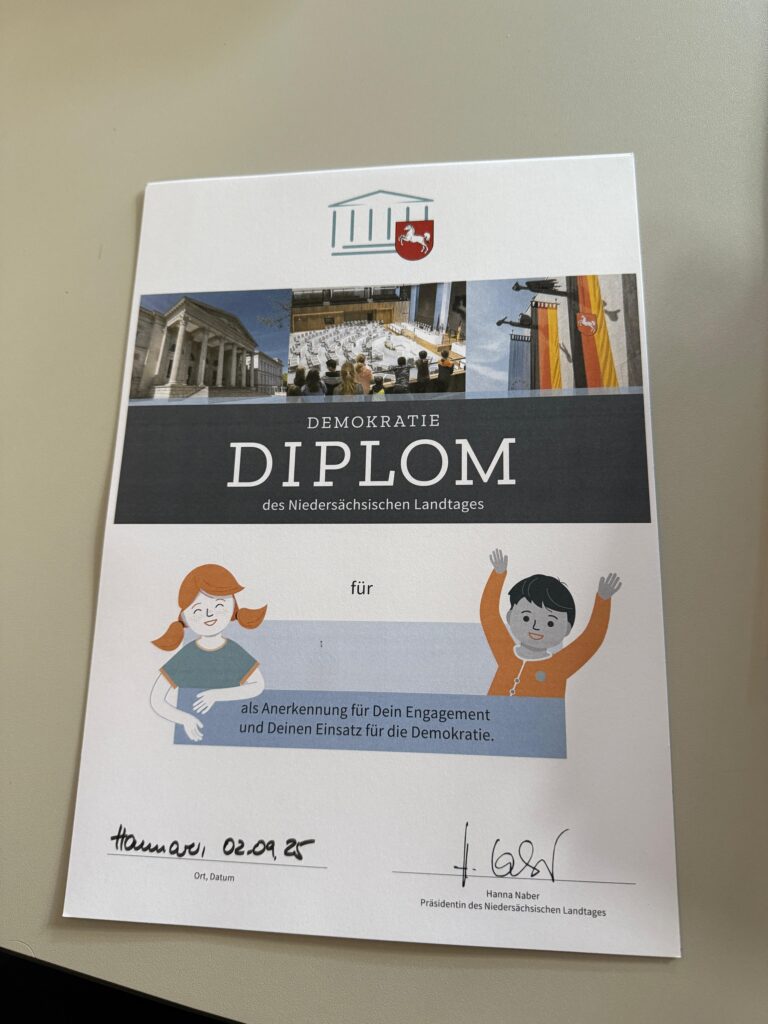 DEMOKRATIE
DIPLOM
des Niedersächsischen Landtages
für
als Anerkennung für Dein Engagement
und Deinen Einsatz für die Demokratie.
Hannover, 02.09.25
Ort, Datum
H. Naber
Hanna Naber
Präsidentin des Niedersächsischen Landtages